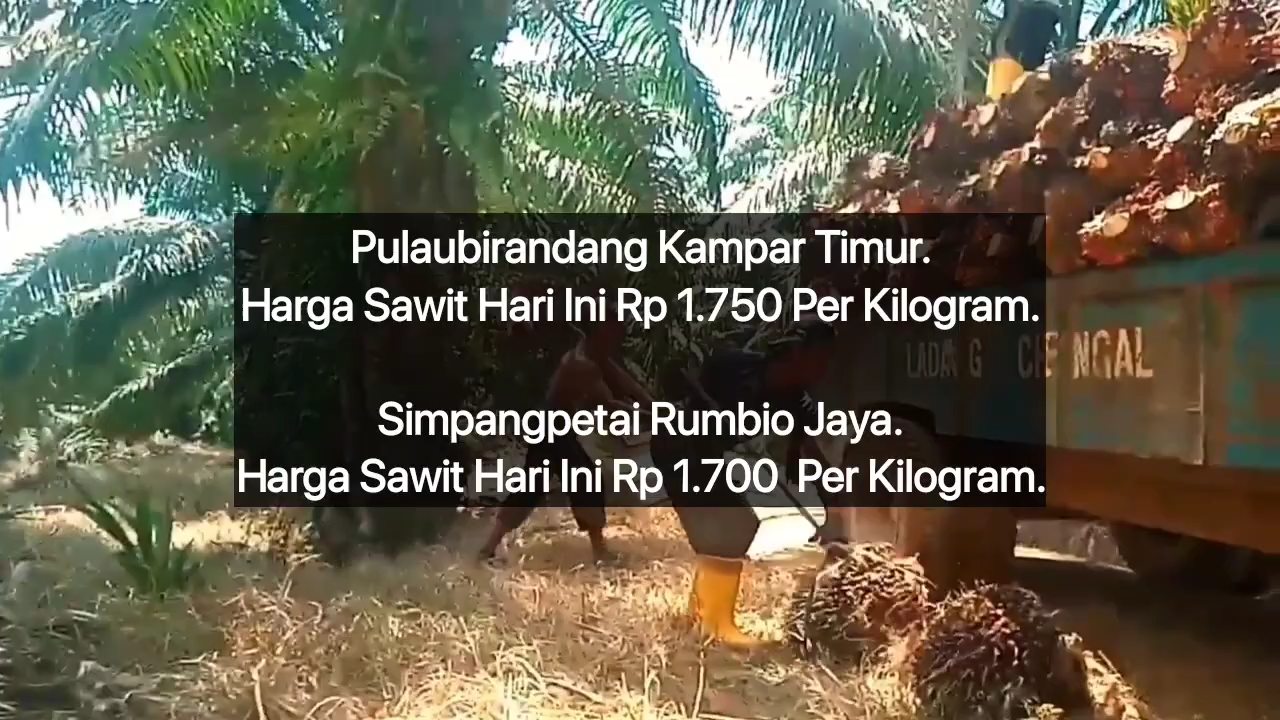 Pulaubirandang Kampar Timur.
Harga Sawit Hari Ini Rp 1.750 Per Kilogram.
Simpangpetai Rumbio Jaya.
Harga Sawit Hari Ini Rp 1.700 Per Kilogram.